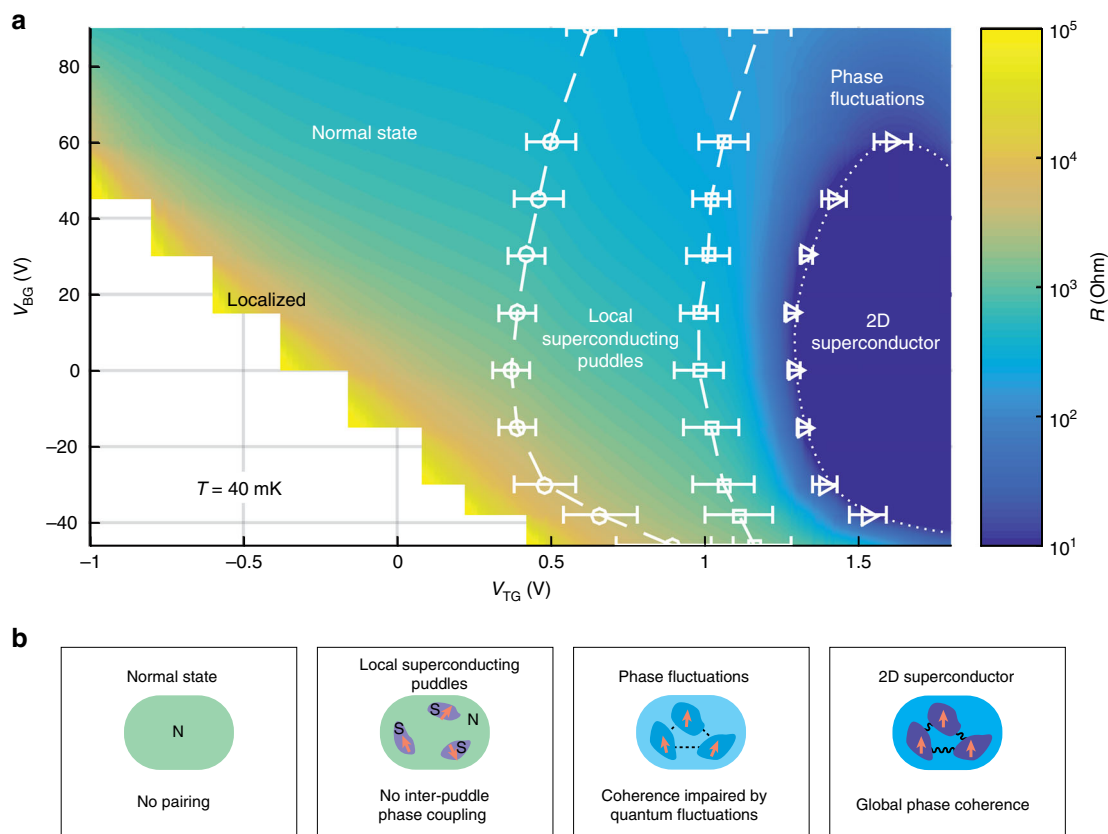 a
80
60
40
20
0
−20
−40
V_BG (V)
−1
−0.5
0
0.5
1
1.5
V_TG (V)
Normal state
Localized
T = 40 mK
Local
superconducting
puddles
Phase
fluctuations
2D
superconductor
10^5
10^4
10^3
10^2
10^1
R (Ohm)
b
Normal state
N
No pairing
Local superconducting
puddles
S
S
N
S
No inter-puddle
phase coupling
Phase fluctuations
Coherence impaired by
quantum fluctuations
2D superconductor
Global phase coherence